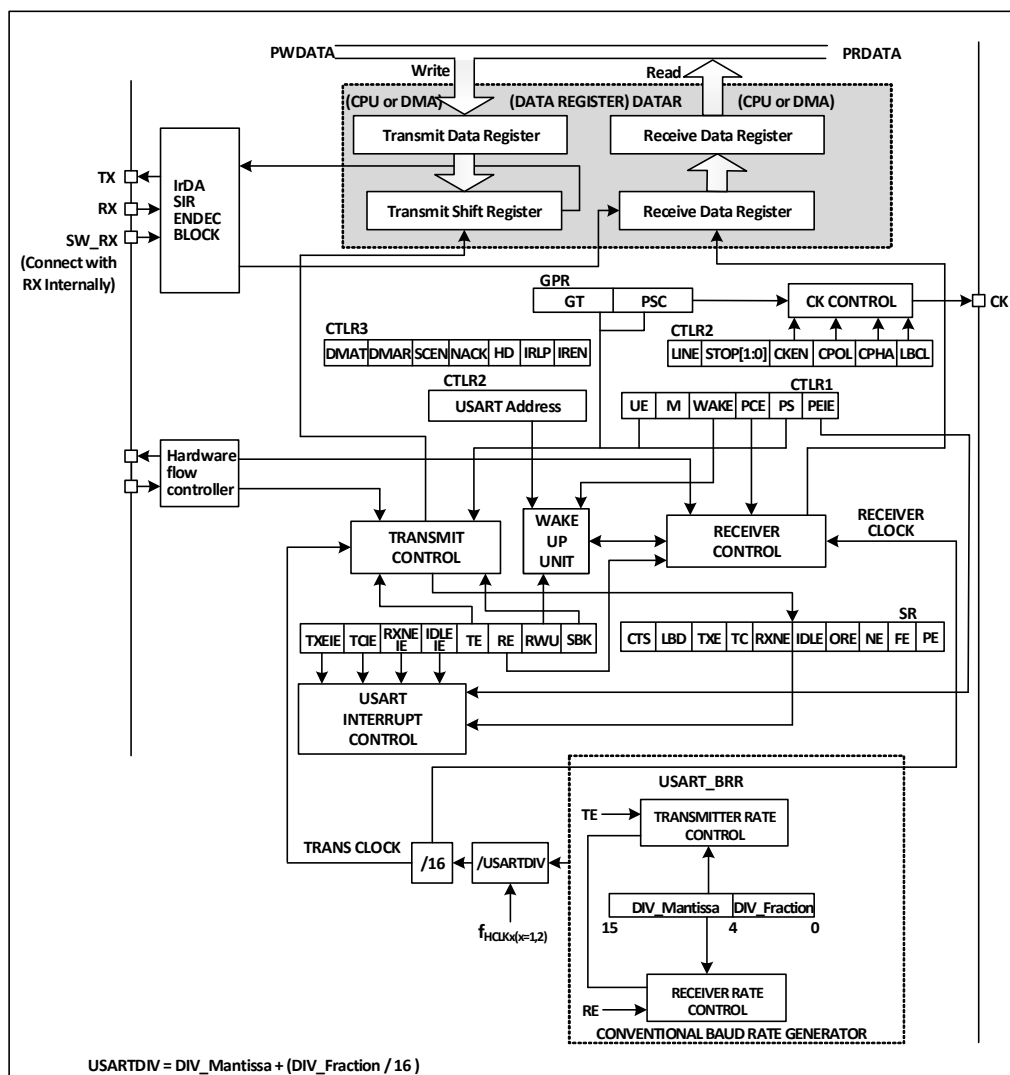 PWDATA
PRDATA
Write
Read
(CPU or DMA)
(DATA REGISTER) DATAR
(CPU or DMA)
Transmit Data Register
Receive Data Register
TX
RX
SW_RX
(Connect with
RX Internally)
IrDA
SIR
ENDEC
BLOCK
Transmit Shift Register
Receive Data Register
GPR
GT
PSC
CK CONTROL
CK
CTLR3
DMAT
DMAR
SCEN
NACK
HD
IRLP
IREN
CTLR2
LINE
STOP[1:0]
CKEN
CPOL
CPHA
LBCL
CTLR2
USART Address
CTLR1
UE
M
WAKE
PCE
PS
PEIE
Hardware
flow
controller
TRANSMIT
CONTROL
WAKE
UP
UNIT
RECEIVER
CONTROL
RECEIVER
CLOCK
TXEIE
TCIE
RXNE
IE
IDLE
IE
TE
RE
RWU
SBK
SR
CTS
LBD
TXE
TC
RXNE
IDLE
ORE
NE
FE
PE
USART
INTERRUPT
CONTROL
USART_BRR
TE
TRANSMITTER RATE
CONTROL
TRANS CLOCK
/16
/USARTDIV
fHCLKx(x=1,2)
DIV_Mantissa
DIV_Fraction
15
4
0
RE
RECEIVER RATE
CONTROL
CONVENTIONAL BAUD RATE GENERATOR
USARTDIV = DIV_Mantissa + (DIV_Fraction / 16 )